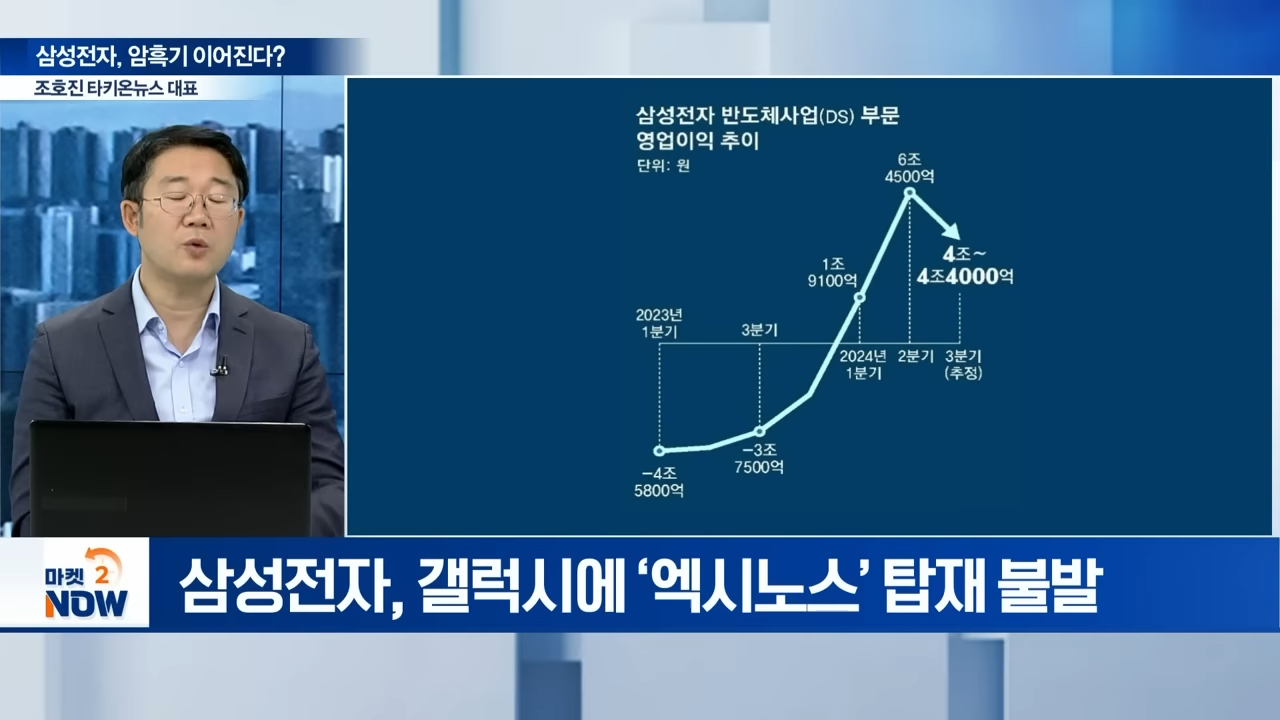 삼성전자, 암흑기 이어진다?
조호진 타키온뉴스 대표
삼성전자 반도체사업(DS) 부문
영업이익 추이
단위: 원
6조
4500억
4조~
4조4000억
1조
9100억
2023년
1분기
3분기
2024년
1분기
2분기
3분기
(추정)
-3조
7500억
-4조
5800억
마켓 2
NOW
삼성전자, 갤럭시에 ‘엑시노스’ 탑재 불발